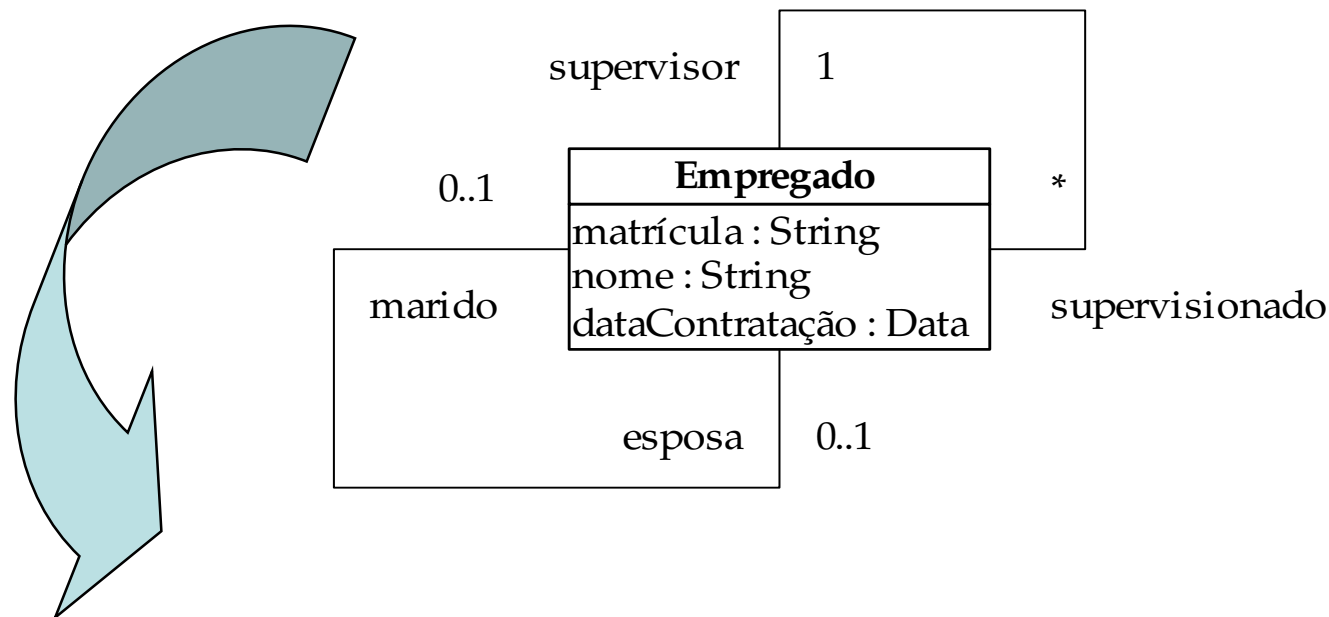 supervisor 1
0..1
Empregado
*
matrícula : String
nome : String
dataContratação : Data
marido
supervisionado
esposa 0..1